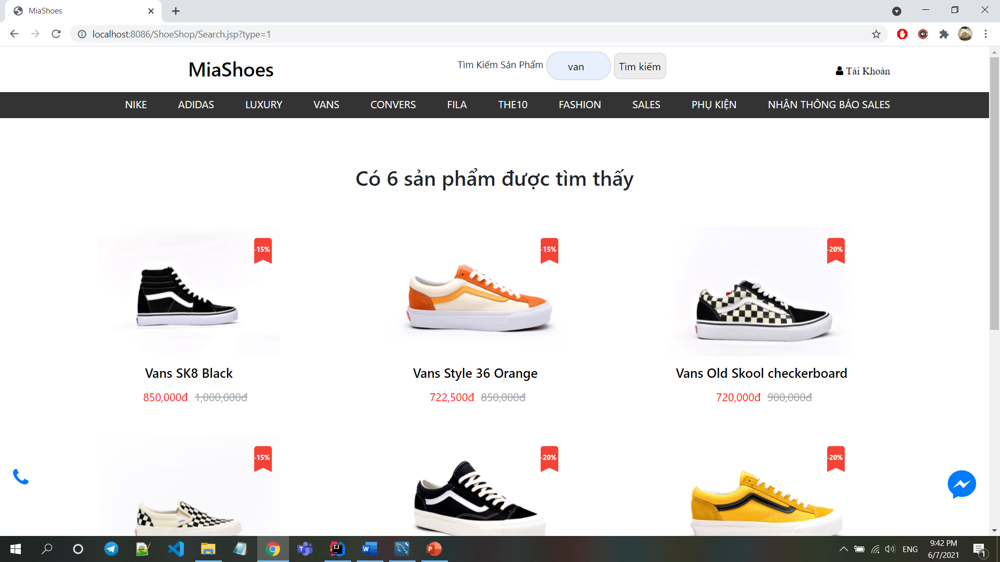 MiaShoes
localhost:8086/ShoeShop/Search.jsp?type=1
MiaShoes
Tìm Kiếm Sản Phẩm van Tìm kiếm
Tài Khoản
NIKE ADIDAS LUXURY VANS CONVERS FILA THE10 FASHION SALES PHỤ KIỆN NHẬN THÔNG BÁO SALES
Có 6 sản phẩm được tìm thấy
-15% -15% -20%
Vans SK8 Black Vans Style 36 Orange Vans Old Skool checkerboard
850,000đ 1,000,000đ 722,500đ 850,000đ 720,000đ 900,000đ
-15% -20% -20%
ENG
9:42 PM
6/7/2021
1